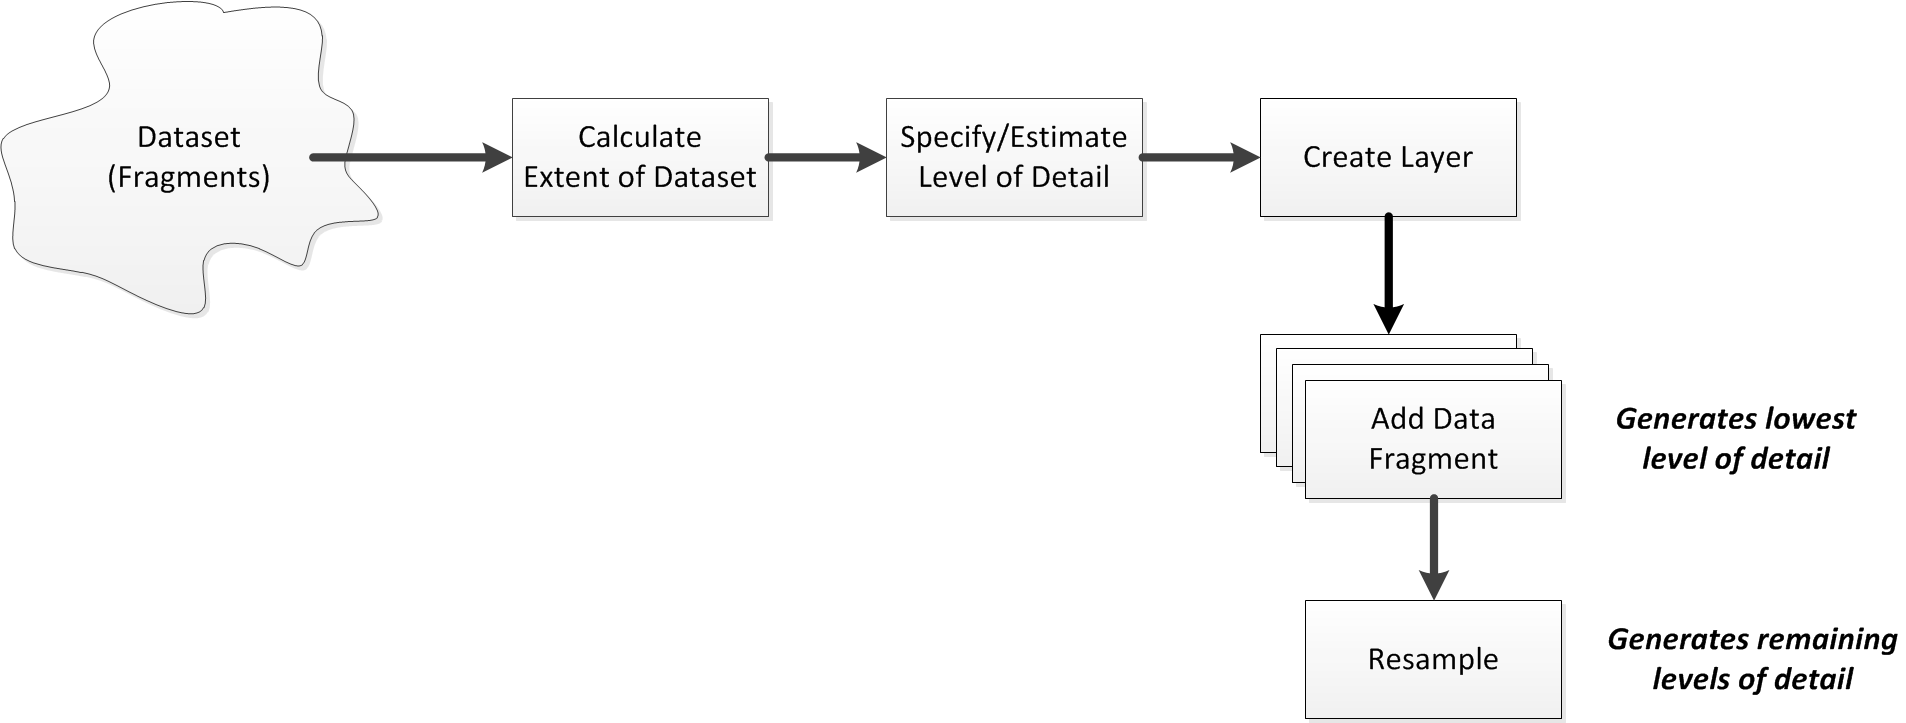 Dataset
(Fragments)
Calculate
Extent of Dataset
Specify/Estimate
Level of Detail
Create Layer
Add Data
Fragment
Generates lowest
level of detail
Resample
Generates remaining
levels of detail